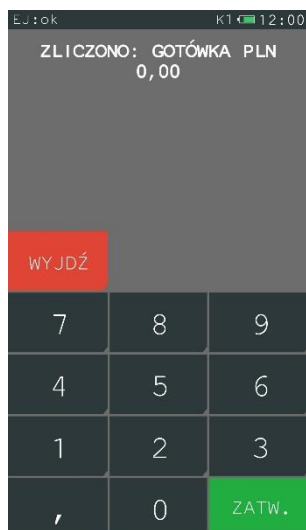 EJ:ok K1 12:00
ZLICZONO: GOTÓWKA PLN
0,00
WYJDŹ
7 8 9
4 5 6
1 2 3
, 0 ZATW.